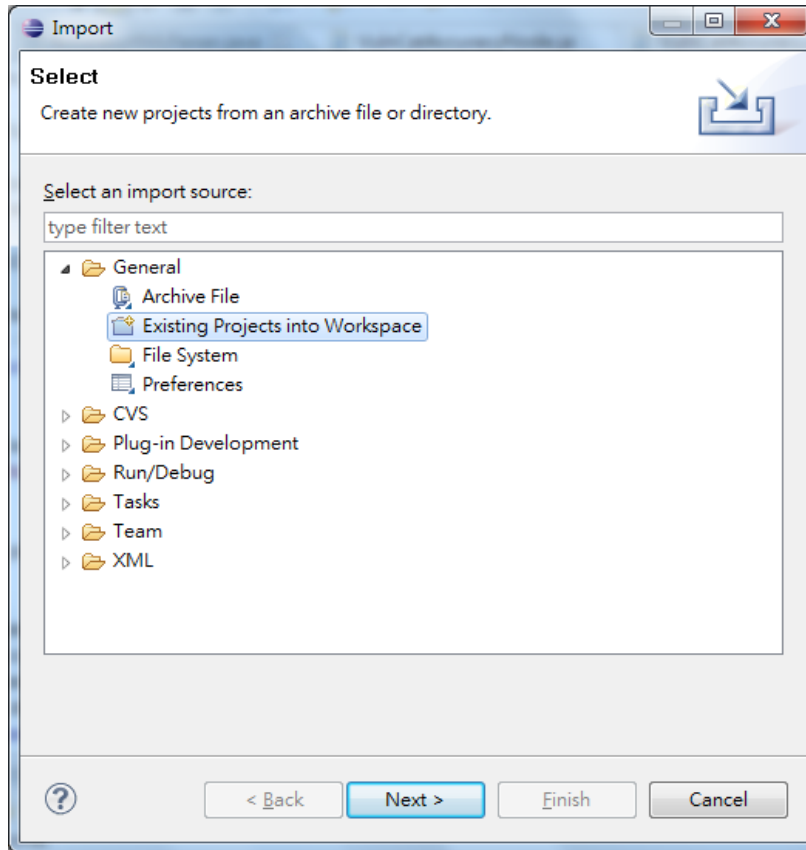 Import
Select
Create new projects from an archive file or directory.
Select an import source:
type filter text
General
Archive File
Existing Projects into Workspace
File System
Preferences
CVS
Plug-in Development
Run/Debug
Tasks
Team
XML
?
< Back Next > Finish Cancel